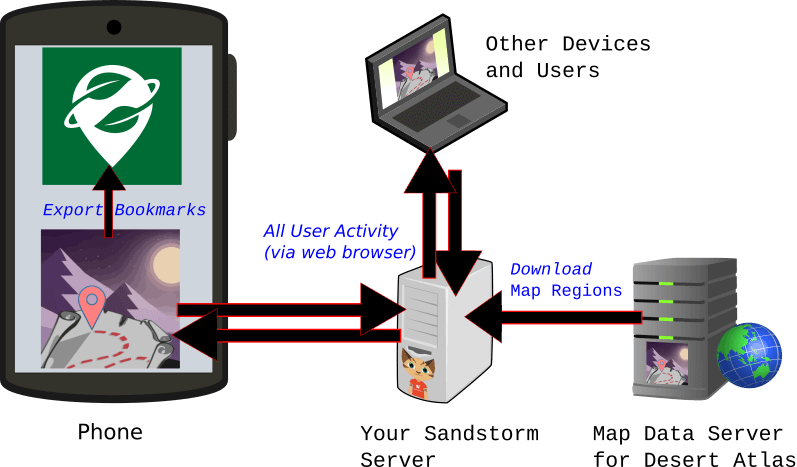 Other Devices
and Users
Export Bookmarks
All User Activity
(via web browser)
Download
Map Regions
Phone
Your Sandstorm
Server
Map Data Server
for Desert Atlas